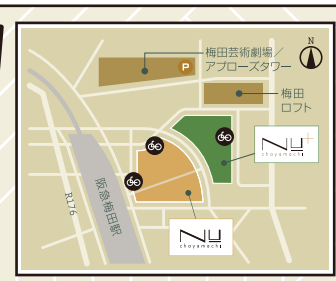 梅田芸術劇場／
アプローズタワー
P
N
梅田
ロフト
NU+
chayamachi
阪急梅田駅
R176
NU
chayamachi